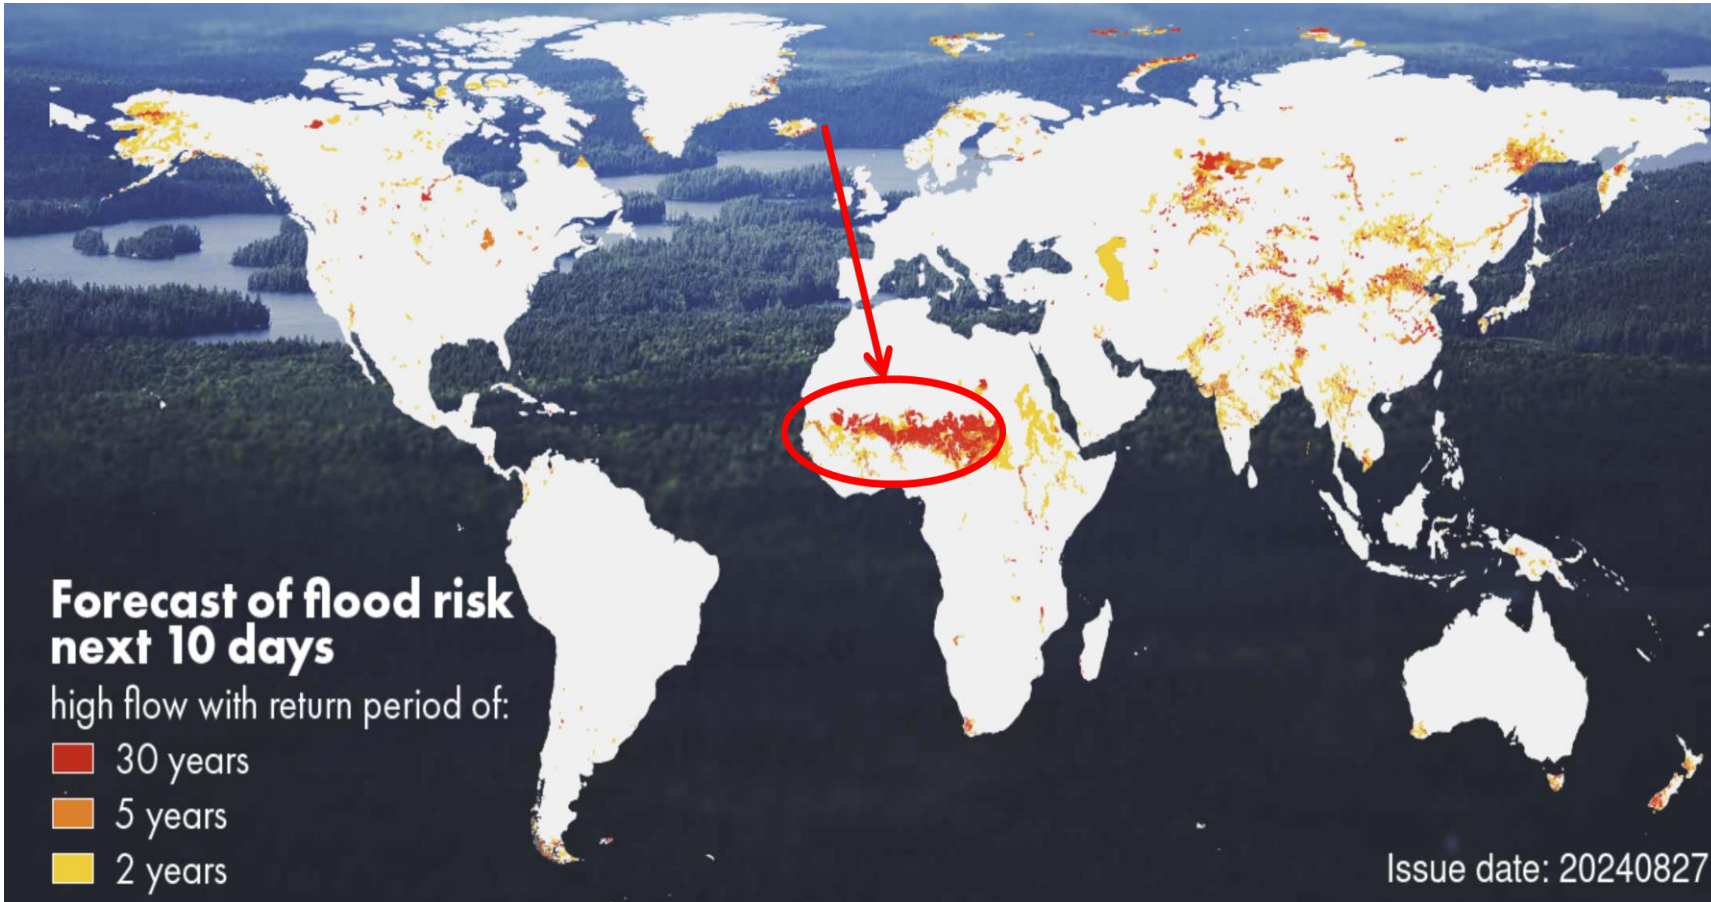 Forecast of flood risk
next 10 days
high flow with return period of:
30 years
5 years
2 years
Issue date: 20240827